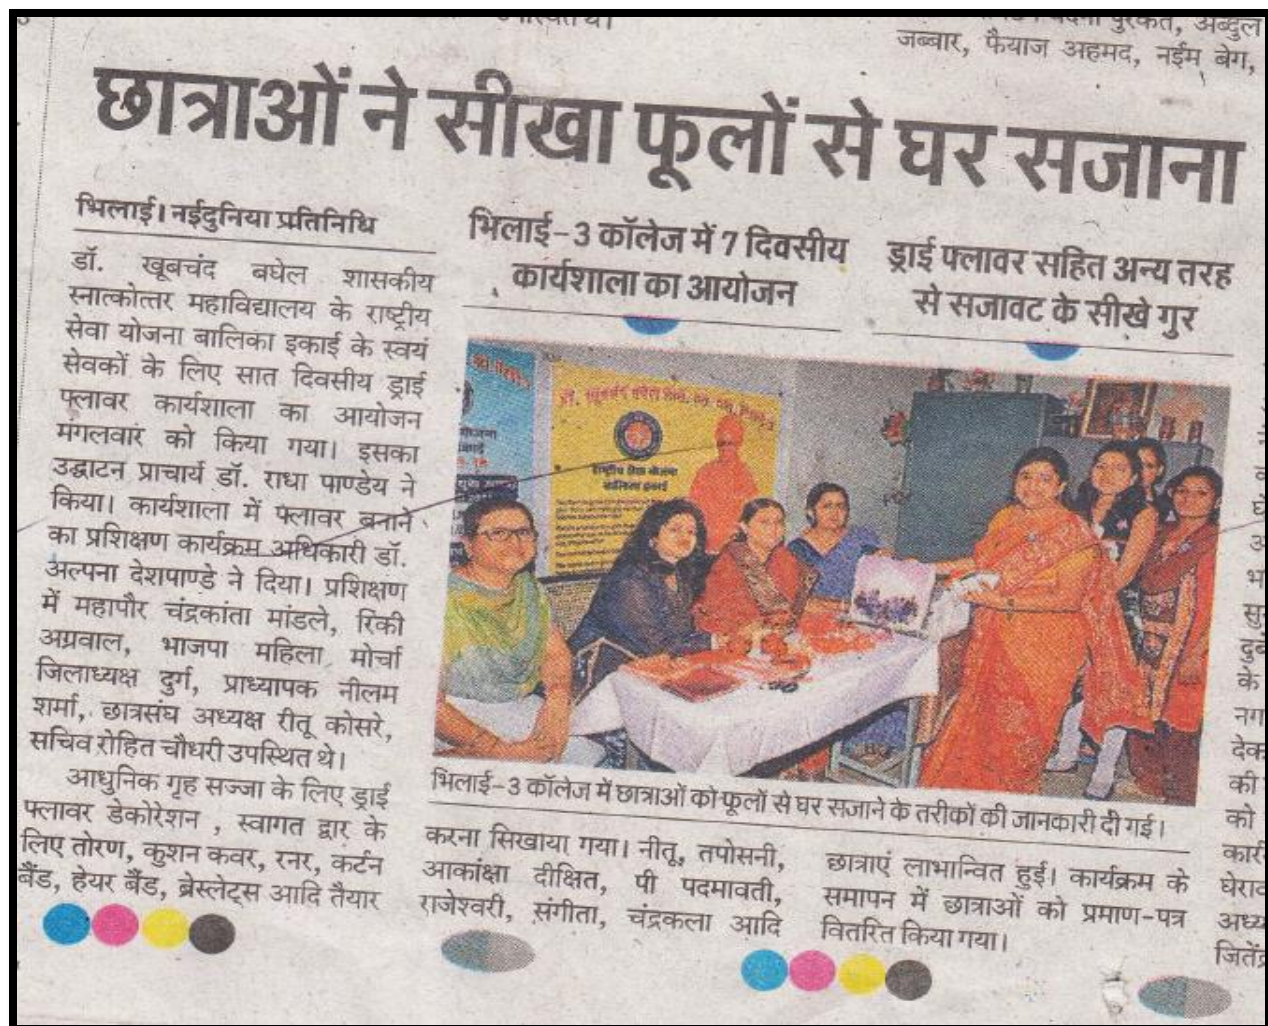 पुरकत, अब्दुल
जब्बार, फैयाज अहमद, नईम बेग,
छात्राओं ने सीखा फूलों से घर सजाना
भिलाई। नईदुनिया प्रतिनिधि
डॉ. खूबचंद बघेल शासकीय
स्नात्कोत्तर महाविद्यालय के राष्ट्रीय
सेवा योजना बालिका इकाई के स्वयं
सेवकों के लिए सात दिवसीय ड्राई
फ्लावर कार्यशाला का आयोजन
मंगलवार को किया गया। इसका
उद्घाटन प्राचार्य डॉ. राधा पाण्डेय ने
किया। कार्यशाला में फ्लावर बनाने
का प्रशिक्षण कार्यक्रम अधिकारी डॉ.
अल्पना देशपाण्डे ने दिया। प्रशिक्षण
में महापौर चंद्रकांता मांडले, रिंकी
अग्रवाल, भाजपा महिला मोर्चा
जिलाध्यक्ष दुर्ग, प्राध्यापक नीलम
शर्मा, छात्रसंघ अध्यक्ष रीतू कोसरे,
सचिव रोहित चौधरी उपस्थित थे।
आधुनिक गृह सज्जा के लिए ड्राई
फ्लावर डेकोरेशन , स्वागत द्वार के
लिए तोरण, कुशन कवर, रनर, कर्टन
बैंड, हेयर बैंड, ब्रेस्लेट्स आदि तैयार
भिलाई-3 कॉलेज में 7 दिवसीय
कार्यशाला का आयोजन
ड्राई फ्लावर सहित अन्य तरह
से सजावट के सीखे गुर
राष्ट्रीय सेवा योजना
बालिका इकाई
भिलाई-3 कॉलेज में छात्राओं को फूलों से घर सजाने के तरीकों की जानकारी दी गई।
करना सिखाया गया। नीतू, तपोसनी,
आकांक्षा दीक्षित, पी पदमावती,
राजेश्वरी, संगीता, चंद्रकला आदि
छात्राएं लाभान्वित हुई। कार्यक्रम के
समापन में छात्राओं को प्रमाण-पत्र
वितरित किया गया।